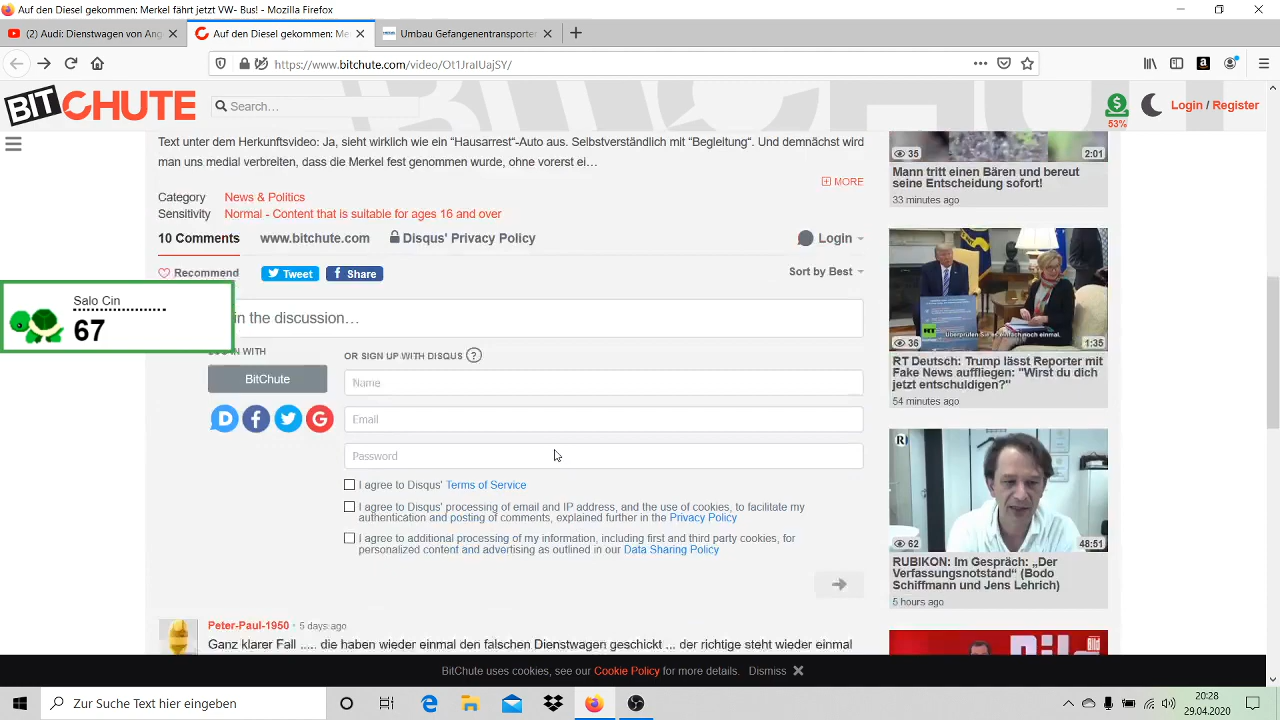 Auf den Diesel gekommen: Merkel fährt jetzt VW- Bus! - Mozilla Firefox
(2) Audi: Dienstwagen von Ang
Auf den Diesel gekommen: Me
Umbau Gefangenentransporter
https://www.bitchute.com/video/Ot1JralUajSY/
BITCHUTE
Search…
53%
Login / Register
Text unter dem Herkunftsvideo: Ja, sieht wirklich wie ein "Hausarrest"-Auto aus. Selbstverständlich mit "Begleitung". Und demnächst wird
man uns medial verbreiten, dass die Merkel fest genommen wurde, ohne vorerst ei…
MORE
Category News & Politics
Sensitivity Normal - Content that is suitable for ages 16 and over
10 Comments www.bitchute.com Disqus' Privacy Policy Login
Recommend Tweet Share Sort by Best
Salo Cin
67
in the discussion…
WITH
OR SIGN UP WITH DISQUS ?
BitChute
Name
Email
Password
I agree to Disqus' Terms of Service
I agree to Disqus' processing of email and IP address, and the use of cookies, to facilitate my
authentication and posting of comments, explained further in the Privacy Policy
I agree to additional processing of my information, including first and third party cookies, for
personalized content and advertising as outlined in our Data Sharing Policy
Peter-Paul-1950 • 5 days ago
Ganz klarer Fall ..... die haben wieder einmal den falschen Dienstwagen geschickt ... der richtige steht wieder einmal
35 2:01
Mann tritt einen Bären und bereut
seine Entscheidung sofort!
33 minutes ago
RT
überprüfen Sie es einfach noch einmal.
36 1:35
RT Deutsch: Trump lässt Reporter mit
Fake News auffliegen: "Wirst du dich
jetzt entschuldigen?"
54 minutes ago
R
62 48:51
RUBIKON: Im Gespräch: „Der
Verfassungsnotstand“ (Bodo
Schiffmann und Jens Lehrich)
5 hours ago
Bild
BitChute uses cookies, see our Cookie Policy for more details. Dismiss
Zur Suche Text hier eingeben
20:28
29.04.2020